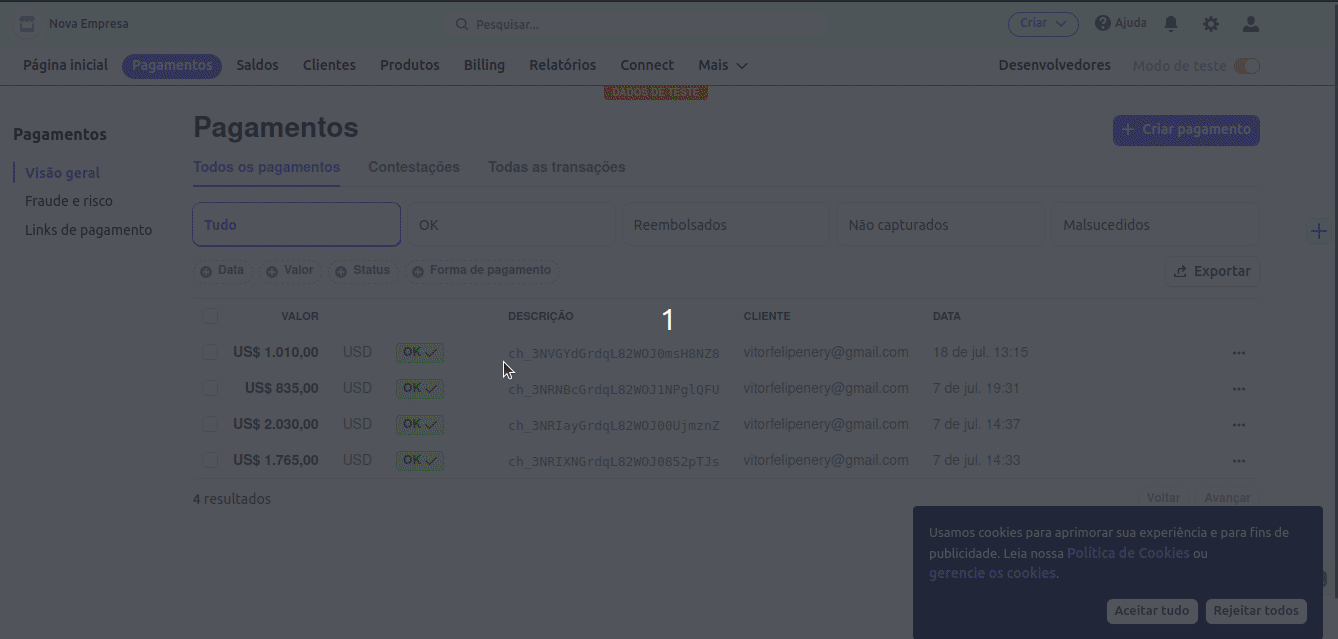 Nova Empresa
Pesquisar...
Criar
Ajuda
Página inicial Pagamentos Saldos Clientes Produtos Billing Relatórios Connect Mais
Desenvolvedores Modo de teste
DADOS DE TESTE
Pagamentos
Visão geral
Fraude e risco
Links de pagamento
Pagamentos
+ Criar pagamento
Todos os pagamentos Contestações Todas as transações
Tudo OK Reembolsados Não capturados Malsucedidos
Data Valor Status Forma de pagamento
Exportar
1
VALOR DESCRIÇÃO CLIENTE DATA
US$ 1.010,00 USD OK ✓ ch_3NVGYdGrdqL82WOJ0msH8NZ8 vitorfelipenery@gmail.com 18 de jul. 13:15 ...
US$ 835,00 USD OK ✓ ch_3NRNBcGrdqL82WOJ1NPglQFU vitorfelipenery@gmail.com 7 de jul. 19:31 ...
US$ 2.030,00 USD OK ✓ ch_3NRIayGrdqL82WOJ00UjmznZ vitorfelipenery@gmail.com 7 de jul. 14:37 ...
US$ 1.765,00 USD OK ✓ ch_3NRIXNGrdqL82WOJ0852pTJs vitorfelipenery@gmail.com 7 de jul. 14:33 ...
4 resultados
Voltar Avançar
Usamos cookies para aprimorar sua experiência e para fins de
publicidade. Leia nossa Política de Cookies ou
gerencie os cookies.
Aceitar tudo Rejeitar todos